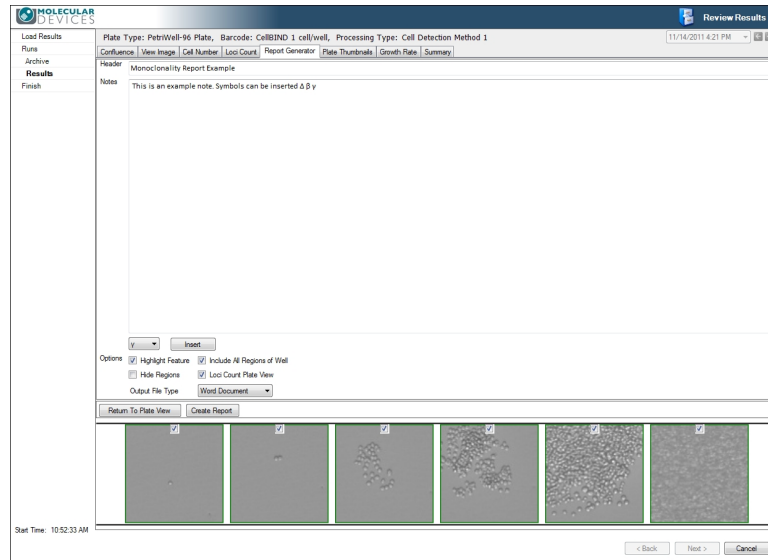 MOLECULAR
DEVICES
Review Results
Load Results
Runs
Archive
Results
Finish
Plate Type: PetriWell-96 Plate, Barcode: CellBIND 1 cell/well, Processing Type: Cell Detection Method 1
11/14/2011 4:21 PM
Confluence View Image Cell Number Loci Count Report Generator Plate Thumbnails Growth Rate Summary
Header Monoclonality Report Example
Notes This is an example note. Symbols can be inserted Δ β γ
γ Insert
Options Highlight Feature Include All Regions of Well
Hide Regions Loci Count Plate View
Output File Type Word Document
Return To Plate View Create Report
Start Time: 10:52:33 AM
< Back Next > Cancel